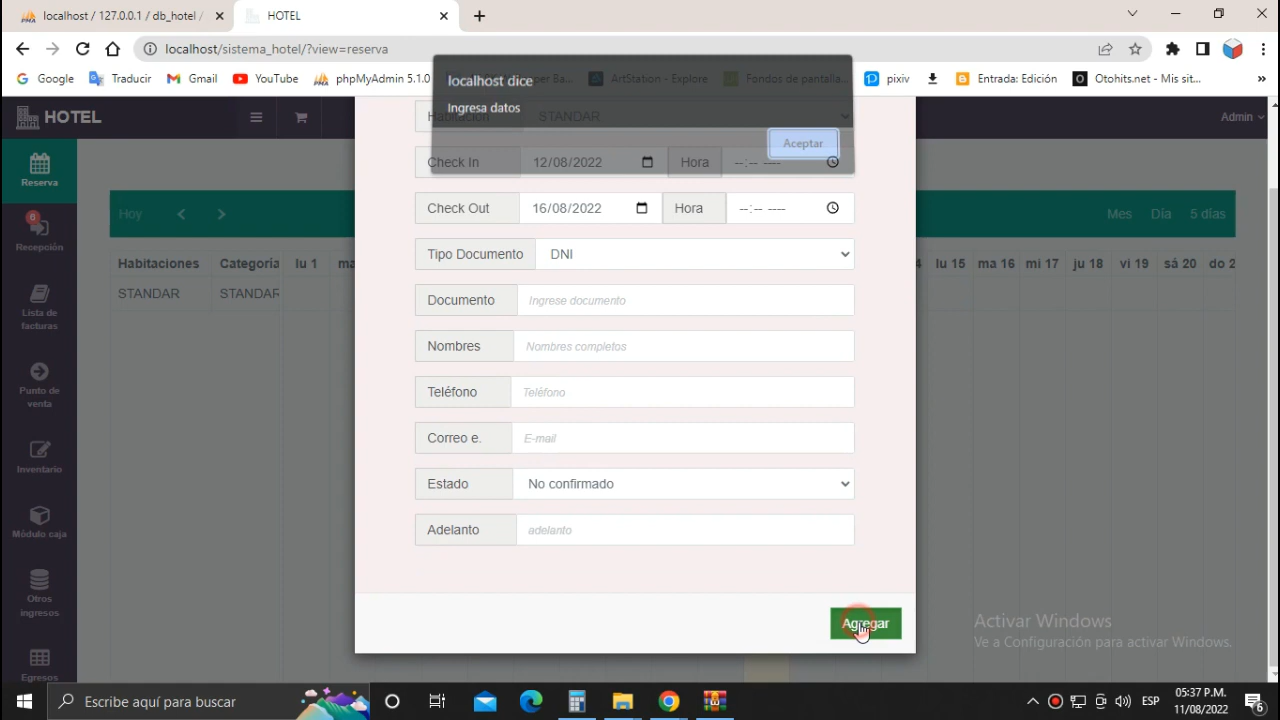 localhost / 127.0.0.1 / db_hotel /
HOTEL
localhost/sistema_hotel/?view=reserva
Google Traducir Gmail YouTube phpMyAdmin 5.1.0 ArtStation - Explore Fondos de pantalla... pixiv Entrada: Edición Otohits.net - Mis sit... »
localhost dice
Ingresa datos
Aceptar
HOTEL
Admin
Habitación STANDAR
Check In 12/08/2022 Hora --:-- ----
Check Out 16/08/2022 Hora --:-- ----
Tipo Documento DNI
Documento Ingrese documento
Nombres Nombres completos
Teléfono Teléfono
Correo e. E-mail
Estado No confirmado
Adelanto adelanto
Agregar
Reserva
6
Recepción
Lista de
facturas
Punto de
venta
Inventario
Módulo caja
Otros
ingresos
Egresos
Hoy < > Mes Día 5 días
Habitaciones Categoría lu 1 ma 4 lu 15 ma 16 mi 17 ju 18 vi 19 sá 20 do 2
STANDAR STANDAR
Activar Windows
Ve a Configuración para activar Windows.
Escribe aquí para buscar
ESP
05:37 P.M.
11/08/2022
6